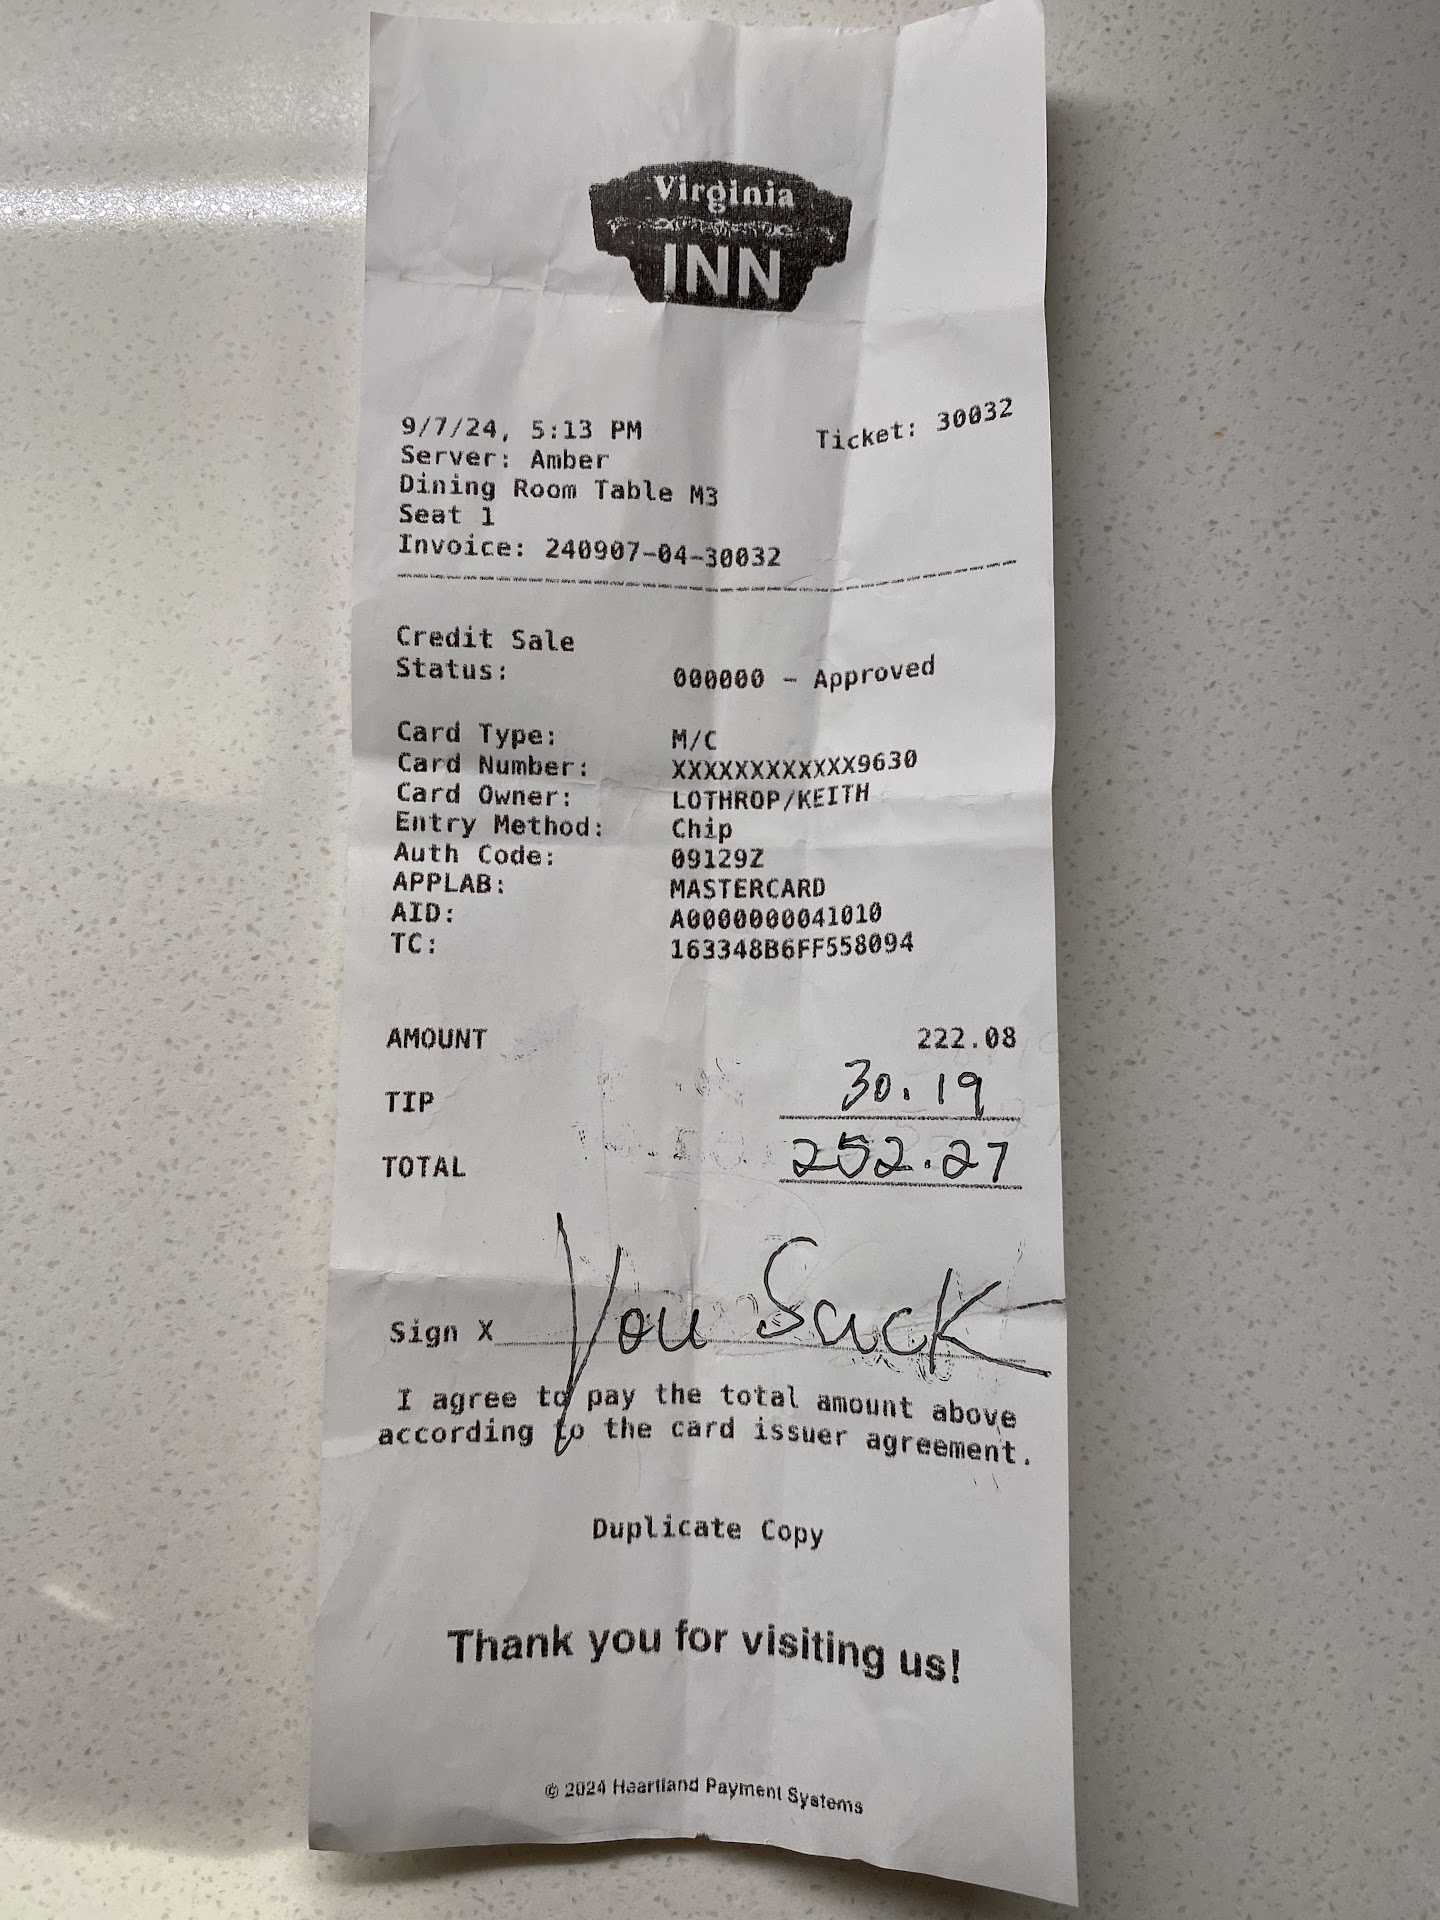 Virginia
INN
9/7/24, 5:13 PM Ticket: 30032
Server: Amber
Dining Room Table M3
Seat 1
Invoice: 240907-04-30032
Credit Sale
Status: 000000 - Approved
Card Type: M/C
Card Number: XXXXXXXXXXXX9630
Card Owner: LOTHROP/KEITH
Entry Method: Chip
Auth Code: 09129Z
APPLAB: MASTERCARD
AID: A0000000041010
TC: 163348B6FF558094
AMOUNT 222.08
TIP 30.19
TOTAL 252.27
Sign X You Suck
I agree to pay the total amount above
according to the card issuer agreement.
Duplicate Copy
Thank you for visiting us!
© 2024 Heartland Payment Systems